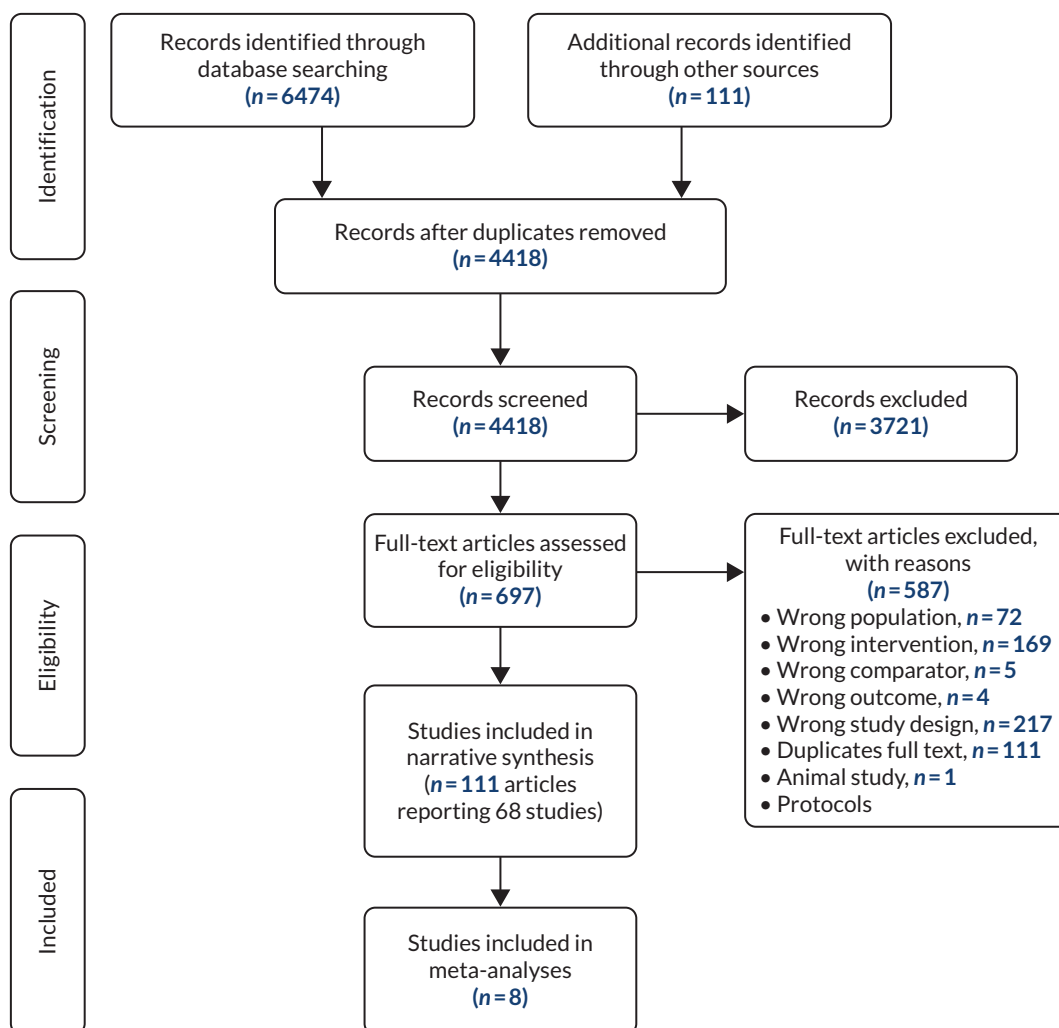 Identification
Records identified through
database searching
(n=6474)
Additional records identified
through other sources
(n=111)
Records after duplicates removed
(n=4418)
Screening
Records screened
(n=4418)
Records excluded
(n=3721)
Eligibility
Full-text articles assessed
for eligibility
(n=697)
Full-text articles excluded,
with reasons
(n=587)
• Wrong population, n=72
• Wrong intervention, n=169
• Wrong comparator, n=5
• Wrong outcome, n=4
• Wrong study design, n=217
• Duplicates full text, n=111
• Animal study, n=1
• Protocols
Studies included in
narrative synthesis
(n=111 articles
reporting 68 studies)
Included
Studies included in
meta-analyses
(n=8)